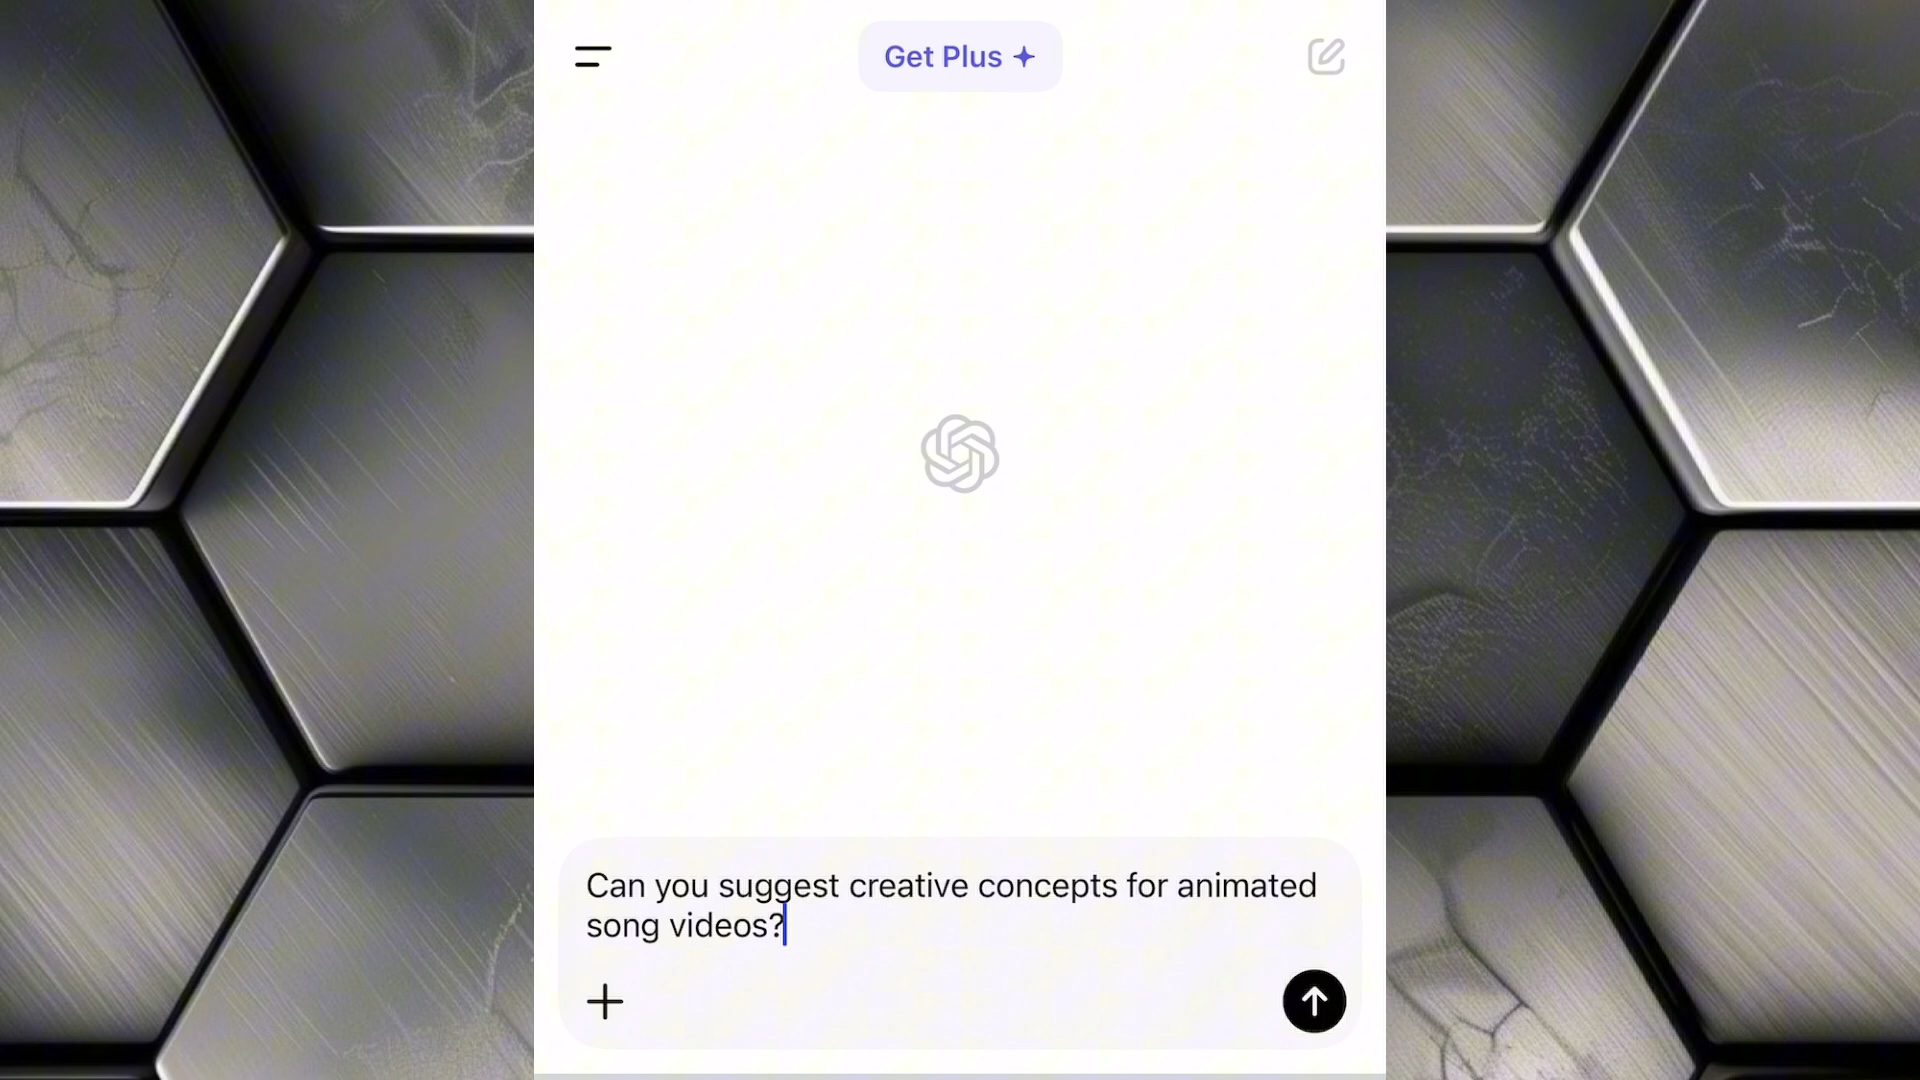 Get Plus
Can you suggest creative concepts for animated
song videos?